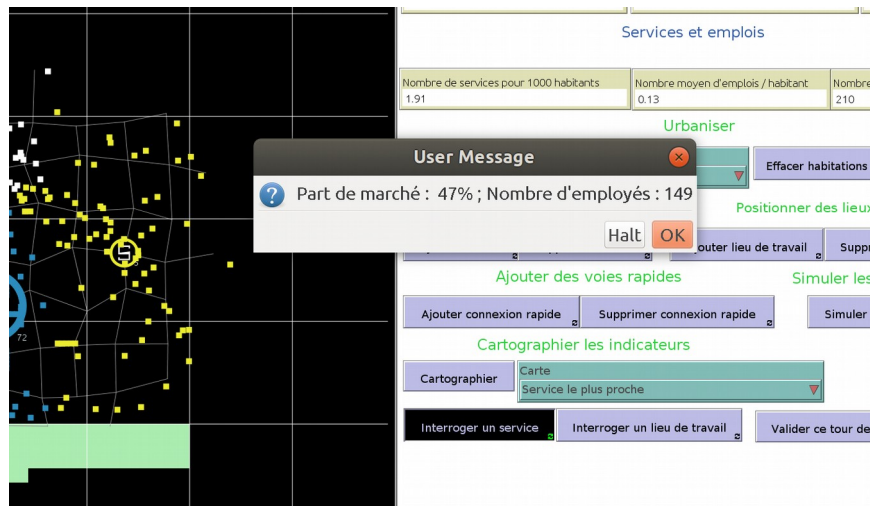 Services et emplois
Nombre de services pour 1000 habitants
1.91
Nombre moyen d'emplois / habitant
0.13
Nombre
210
Urbaniser
Effacer habitations
User Message
Part de marché : 47% ; Nombre d'employés : 149
Halt
OK
Positionner des lieux
outer lieu de travail
Supp
Ajouter des voies rapides
Simuler les
Ajouter connexion rapide
Supprimer connexion rapide
Simuler
Cartographier les indicateurs
Cartographier
Carte
Service le plus proche
Interroger un service
Interroger un lieu de travail
Valider ce tour de
S
72